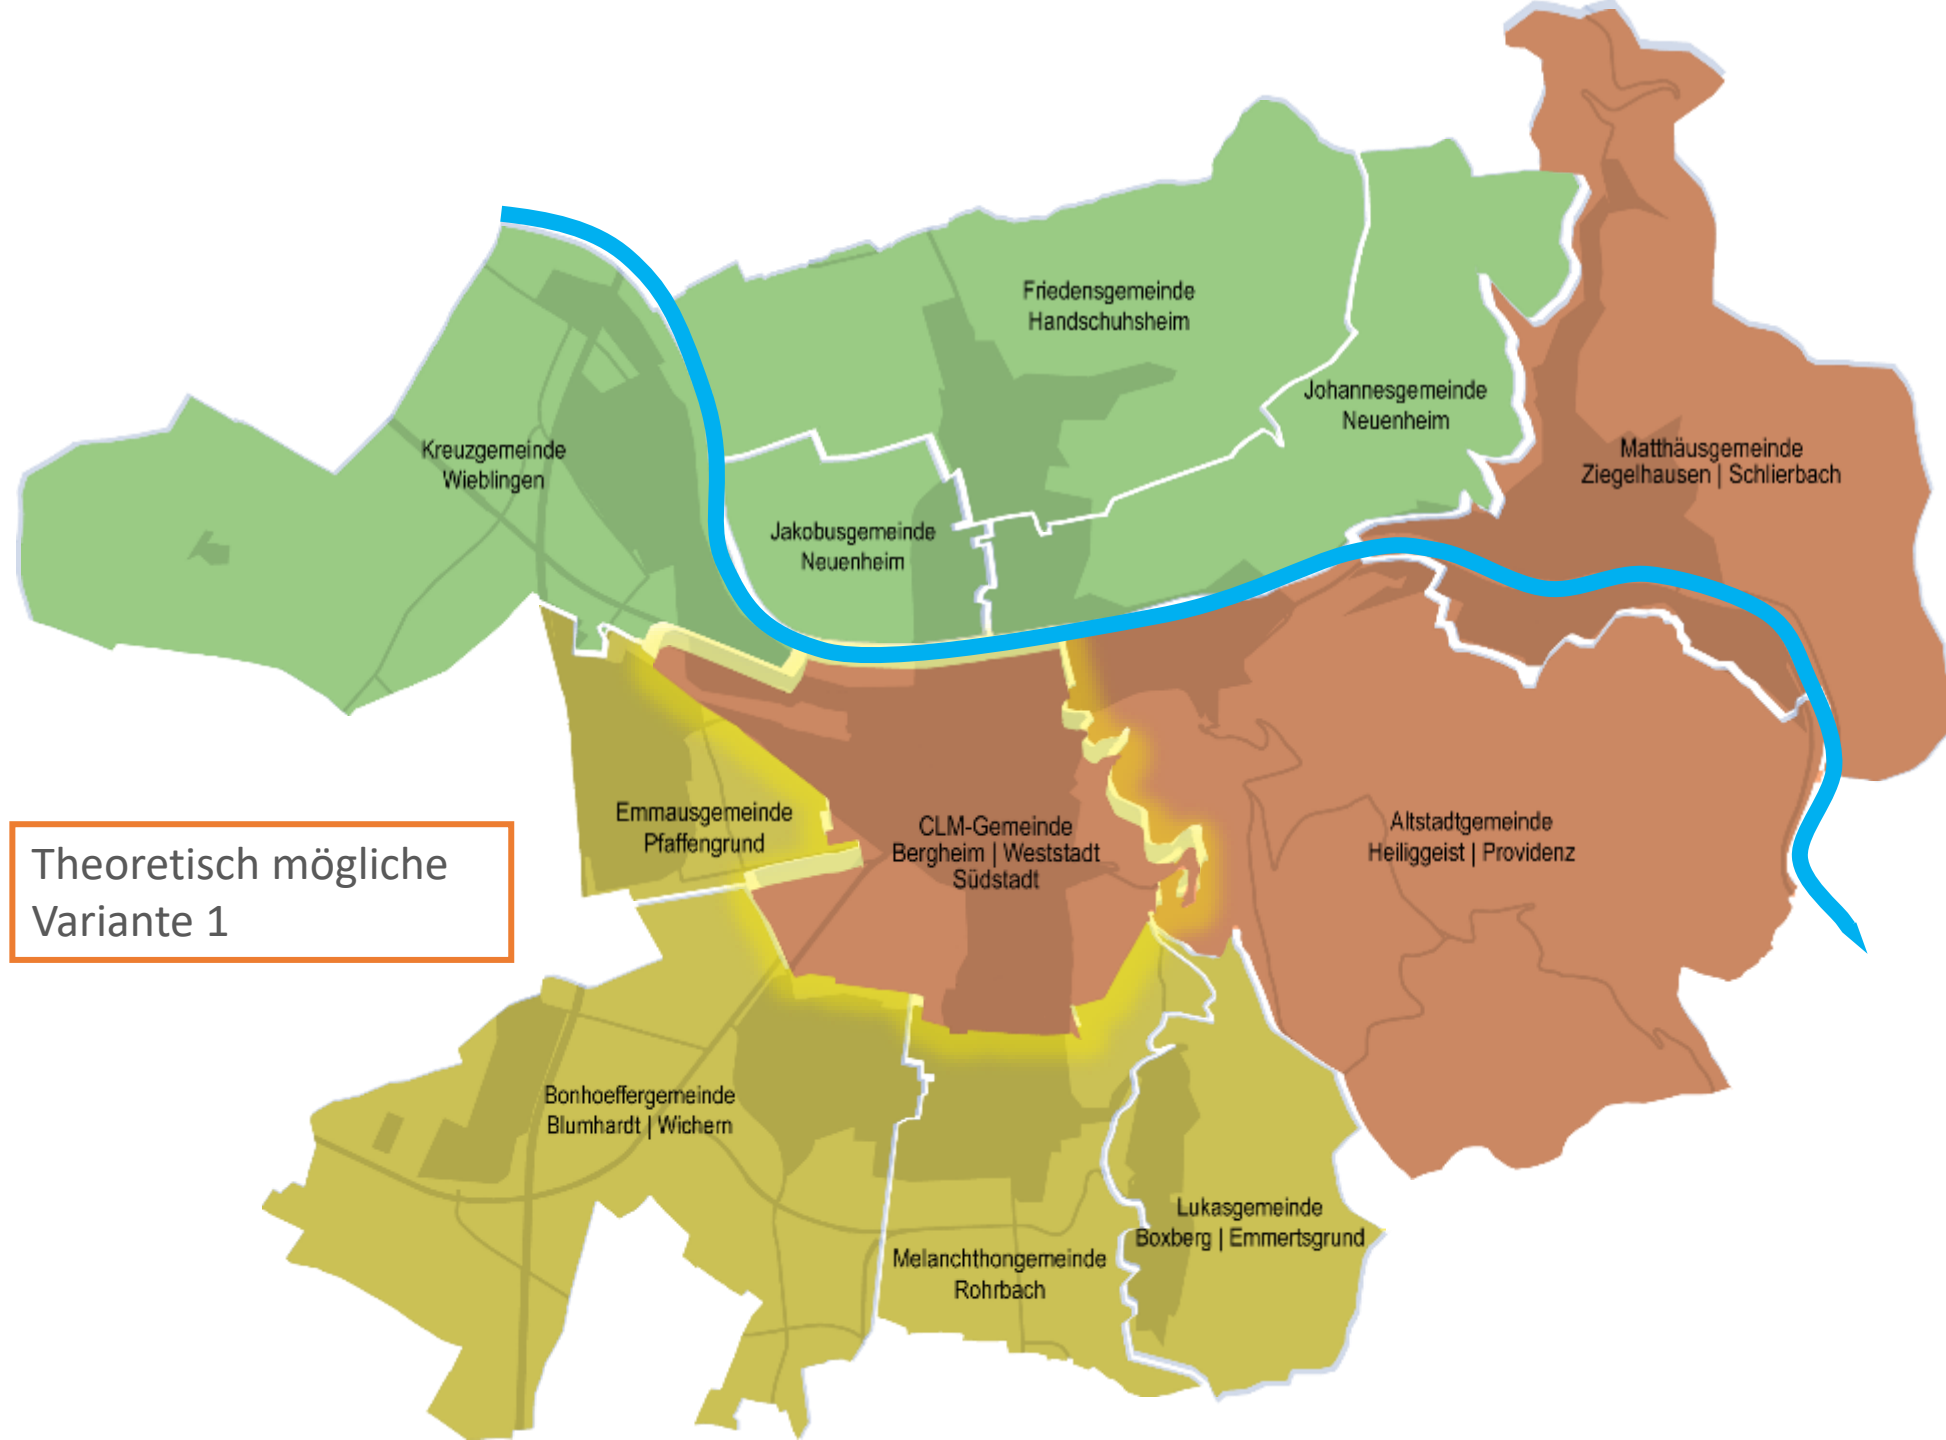 Friedensgemeinde
Handschuhsheim
Johannesgemeinde
Neuenheim
Kreuzgemeinde
Wieblingen
Matthäusgemeinde
Ziegelhausen | Schlierbach
Jakobusgemeinde
Neuenheim
Emmausgemeinde
Pfaffengrund
CLM-Gemeinde
Bergheim | Weststadt
Südstadt
Altstadtgemeinde
Heiliggeist | Providenz
Theoretisch mögliche
Variante 1
Bonhoeffergemeinde
Blumhardt | Wichern
Lukasgemeinde
Boxberg | Emmertsgrund
Melanchthongemeinde
Rohrbach